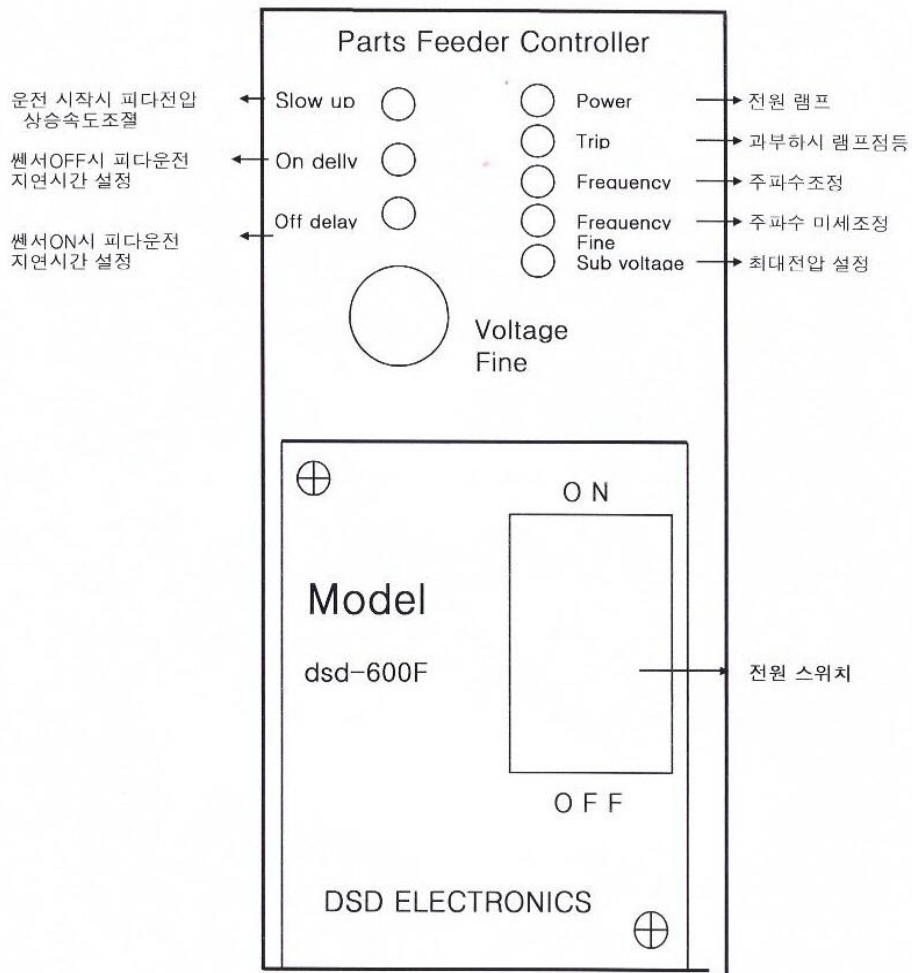 Parts Feeder Controller
운전 시작시 피다전압
상승속도조졀
Slow up
Power
전원 램프
쎈서OFF시 피다운전
지연시간 설정
On delly
Trip
과부하시 램프점등
Frequency
주파수조정
쎈서ON시 피다운전
지연시간 설정
Off delay
Frequency
Fine
주파수 미세조정
Sub voltage
최대전압 설정
Voltage
Fine
ON
Model
dsd-600F
전원 스위치
OFF
DSD ELECTRONICS